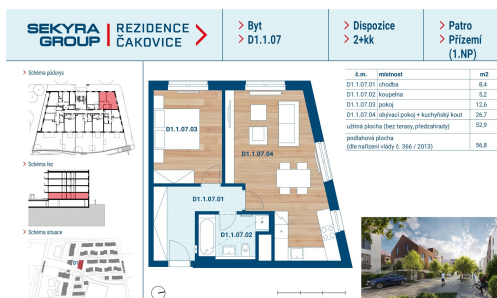 SEKYRA
GROUP
REZIDENCE
ČAKOVICE
Byt
D1.1.07
Dispozice
2+kk
Patro
Přízemí
(1.NP)
Schéma půdorys
Schéma řez
Schéma situace
D1.1.07.03
D1.1.07.04
D1.1.07.01
D1.1.07.02
č.m. místnost m2
D1.1.07.01 chodba 8,4
D1.1.07.02 koupelna 5,2
D1.1.07.03 pokoj 12,6
D1.1.07.04 obývací pokoj + kuchyňský kout 26,7
užitná plocha (bez terasy, předzahrady) 52,9
podlahová plocha
(dle nařízení vlády č. 366 / 2013) 56,8